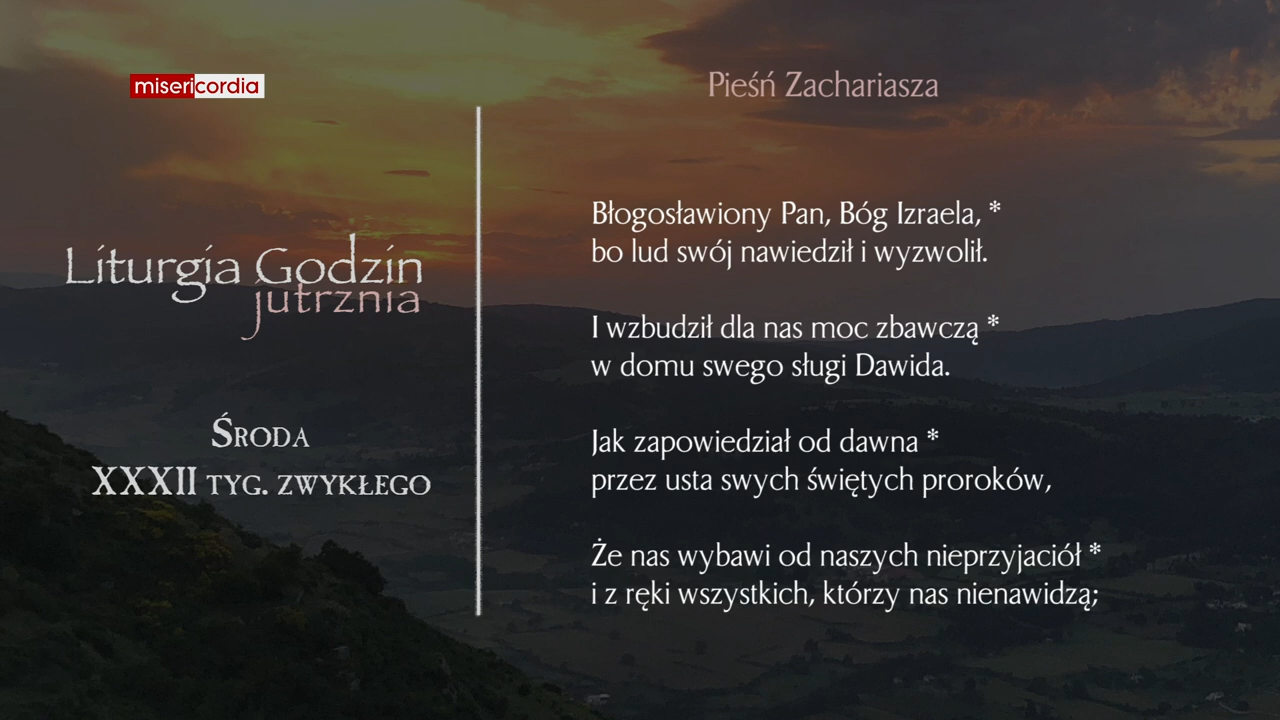 misericordia
Liturgia Godzin
jutrznia
Środa
XXXII tyg. zwykłego
Pieśń Zachariasza
Błogosławiony Pan, Bóg Izraela, *
bo lud swój nawiedził i wyzwolił.
I wzbudził dla nas moc zbawczą *
w domu swego sługi Dawida.
Jak zapowiedział od dawna *
przez usta swych świętych proroków,
Że nas wybawi od naszych nieprzyjaciół *
i z ręki wszystkich, którzy nas nienawidzą;